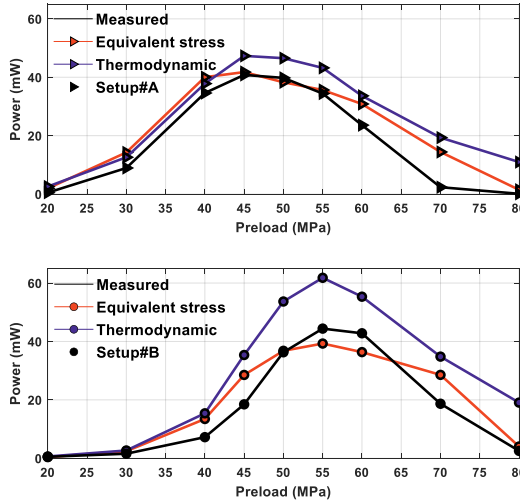 60
40
20
0
Power (mW)
Measured
Equivalent stress
Thermodynamic
Setup#A
20 25 30 35 40 45 50 55 60 65 70 75 80
Preload (MPa)
60
40
20
0
Power (mW)
Measured
Equivalent stress
Thermodynamic
Setup#B
20 25 30 35 40 45 50 55 60 65 70 75 80
Preload (MPa)